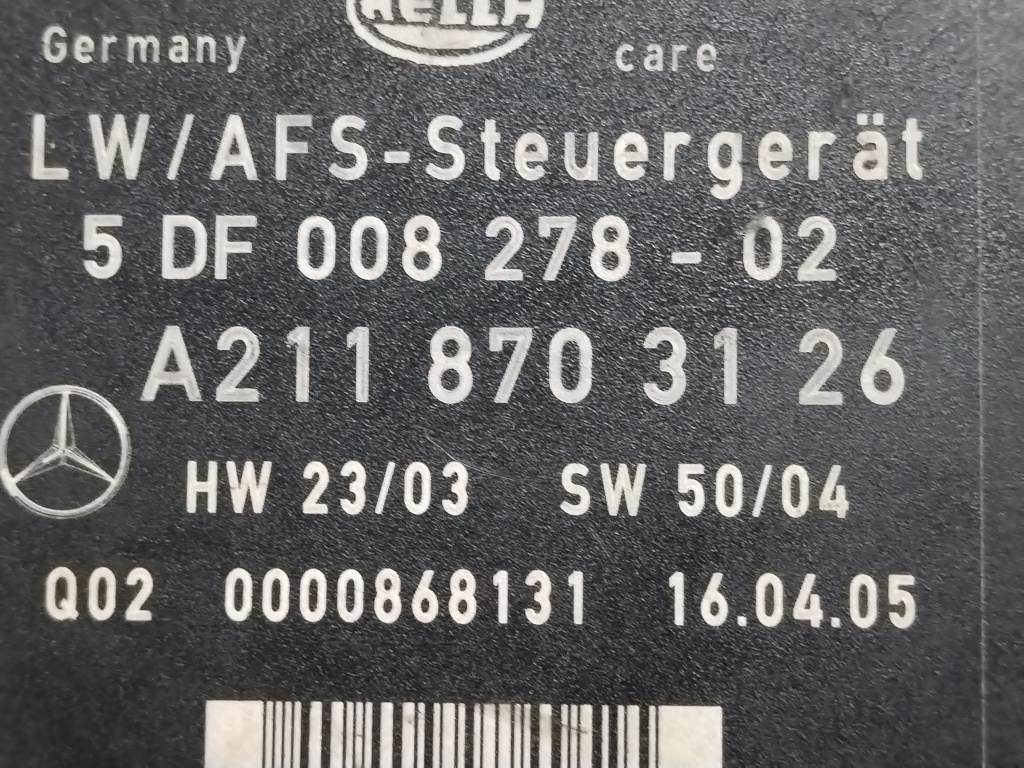 HELLA
Germany care
LW/AFS-Steuergerät
5 DF 008 278 - 02
A211 870 31 26
HW 23/03 SW 50/04
Q02 0000868131 16.04.05